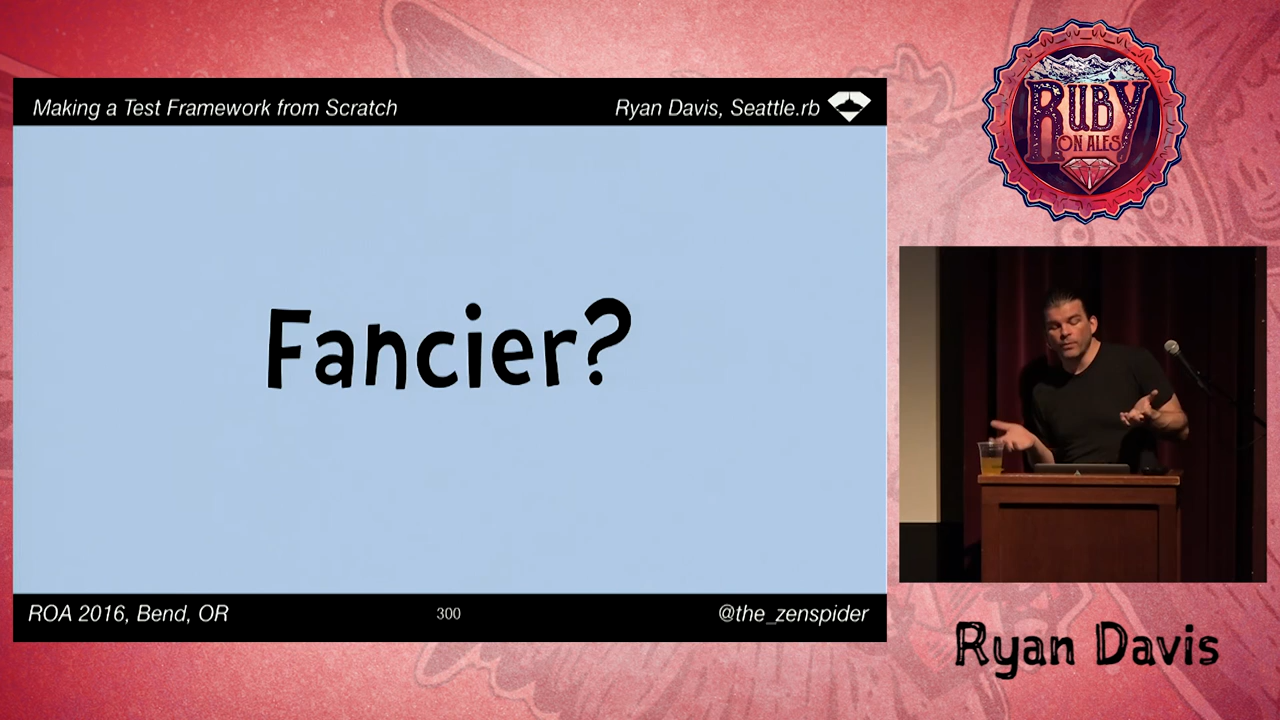 Making a Test Framework from Scratch
Ryan Davis, Seattle.rb
Fancier?
ROA 2016, Bend, OR
300
@the_zenspider
RUBY
ON ALES
Ryan Davis